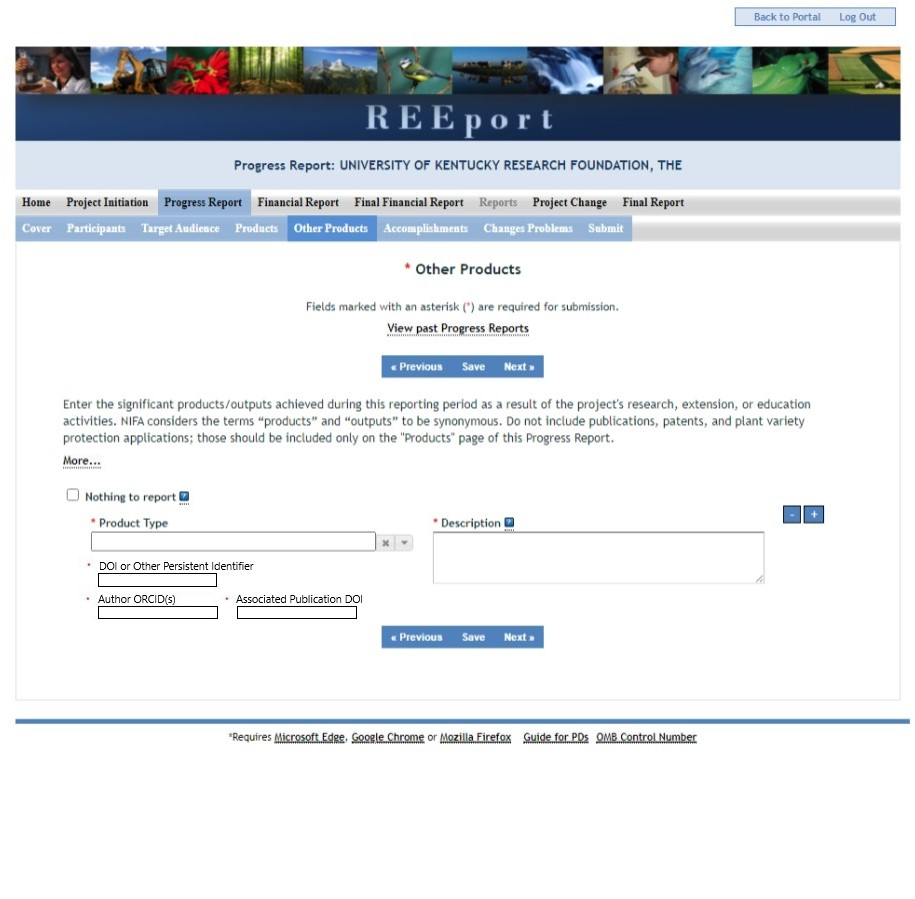 Back to Portal Log Out
REEport
Progress Report: UNIVERSITY OF KENTUCKY RESEARCH FOUNDATION, THE
Home Project Initiation Progress Report Financial Report Final Financial Report Reports Project Change Final Report
Cover Participants Target Audience Products Other Products Accomplishments Changes Problems Submit
* Other Products
Fields marked with an asterisk (*) are required for submission.
View past Progress Reports
« Previous Save Next »
Enter the significant products/outputs achieved during this reporting period as a result of the project's research, extension, or education
activities. NIFA considers the terms “products” and “outputs” to be synonymous. Do not include publications, patents, and plant variety
protection applications; those should be included only on the "Products" page of this Progress Report.
More...
Nothing to report ?
- +
* Product Type * Description ?
* DOI or Other Persistent Identifier
* Author ORCID(s) * Associated Publication DOI
« Previous Save Next »
*Requires Microsoft Edge, Google Chrome or Mozilla Firefox Guide for PDs OMB Control Number